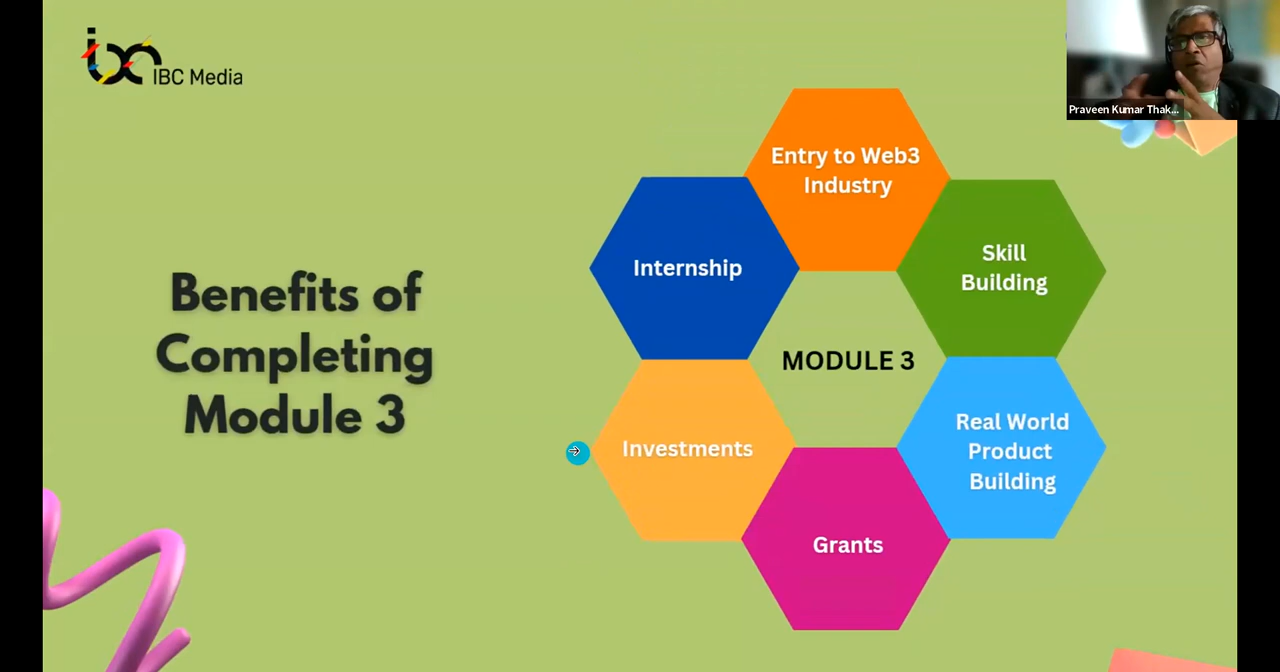 IBC Media
Praveen Kumar Thak...
Benefits of
Completing
Module 3
Entry to Web3
Industry
Skill
Building
Real World
Product
Building
Grants
Investments
Internship
MODULE 3